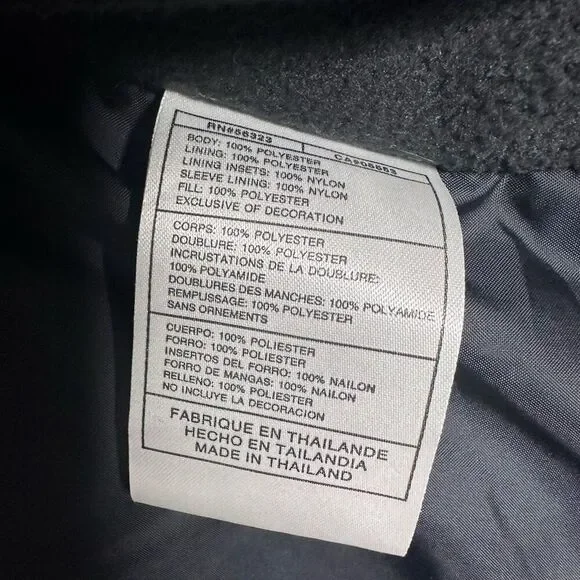 RN#56323 CA905553
BODY: 100% POLYESTER
LINING: 100% POLYESTER
LINING INSETS: 100% NYLON
SLEEVE LINING: 100% NYLON
FILL: 100% POLYESTER
EXCLUSIVE OF DECORATION
CORPS: 100% POLYESTER
DOUBLURE: 100% POLYESTER
INCRUSTATIONS DE LA DOUBLURE:
100% POLYAMIDE
DOUBLURES DES MANCHES: 100% POLYAMIDE
REMPLISSAGE: 100% POLYESTER
SANS ORNEMENTS
CUERPO: 100% POLIESTER
FORRO: 100% POLIESTER
INSERTOS DEL FORRO: 100% NAILON
FORRO DE MANGAS: 100% NAILON
RELLENO: 100% POLIESTER
NO INCLUYE LA DECORACION
FABRIQUE EN THAILANDE
HECHO EN TAILANDIA
MADE IN THAILAND